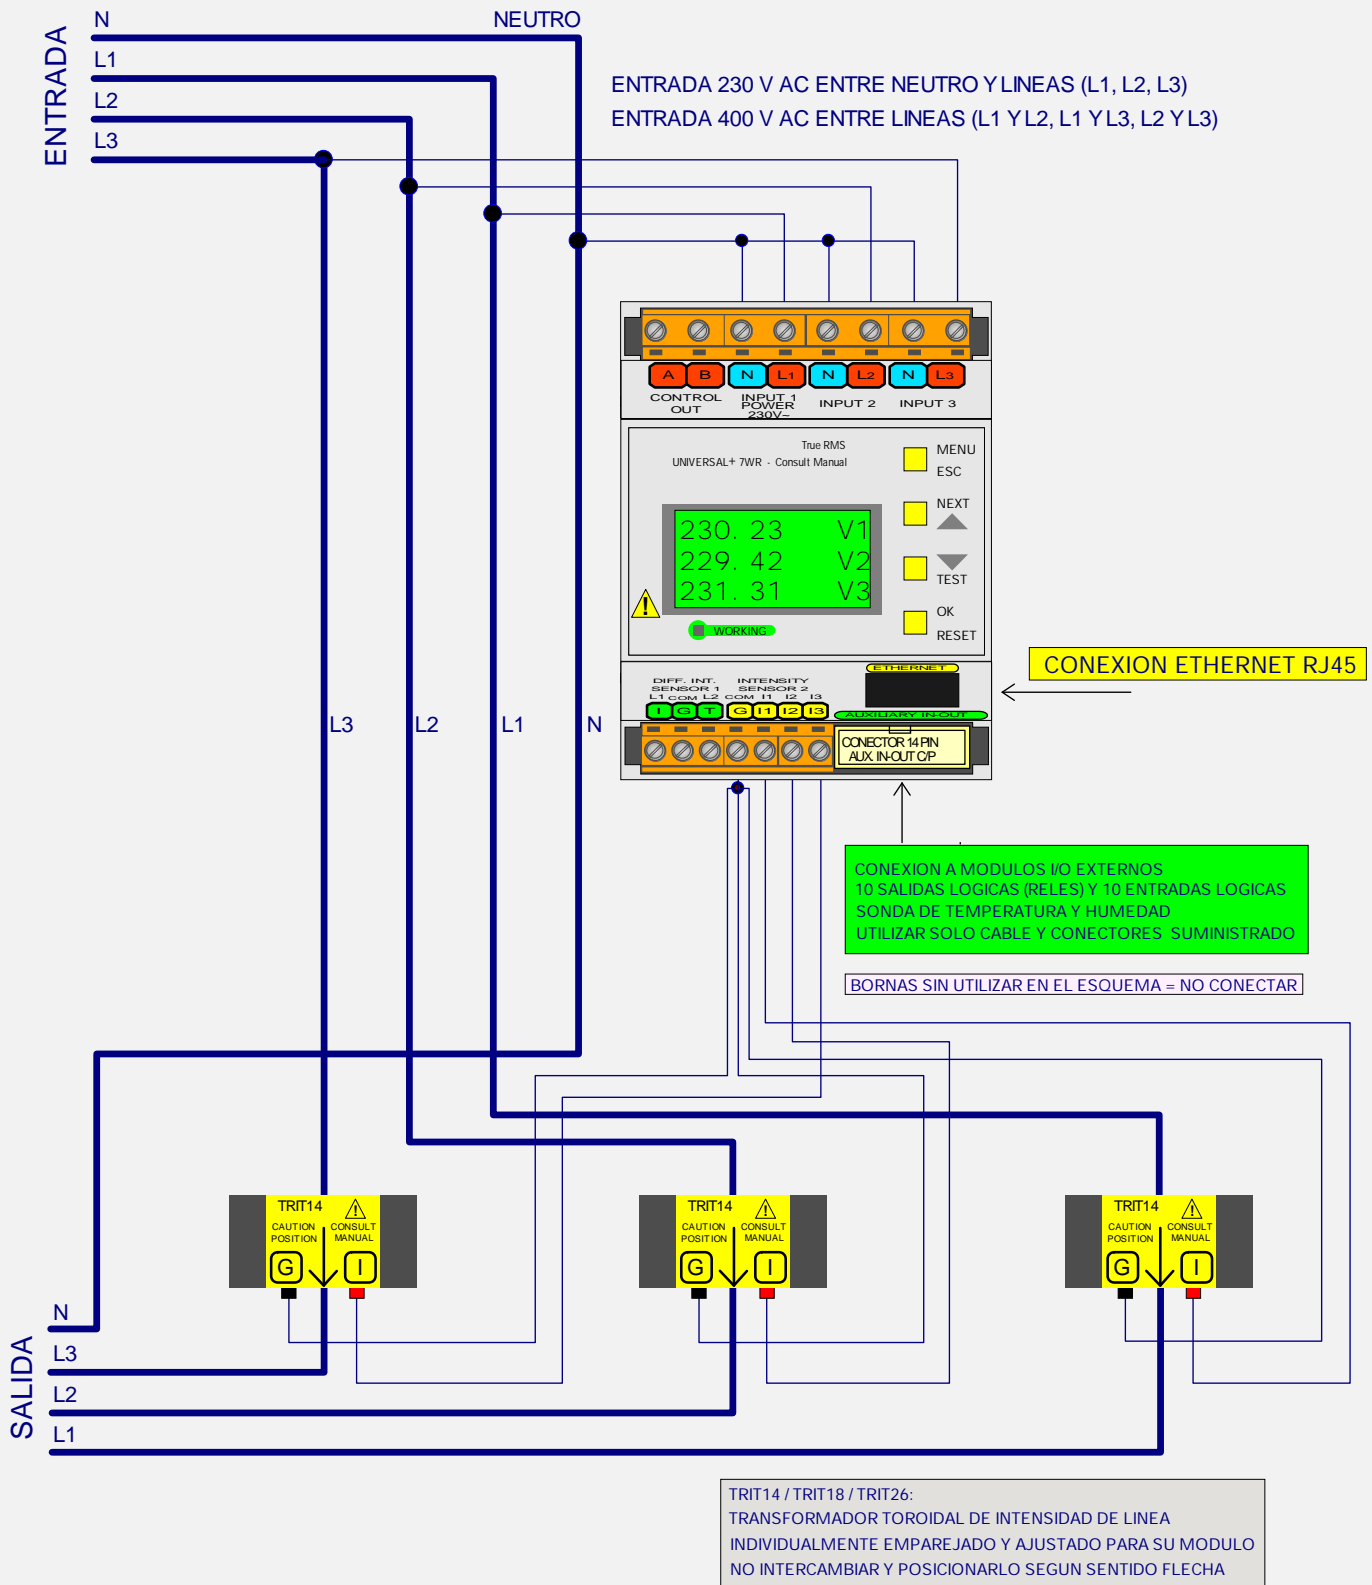 ENTRADA
N
NEUTRO
L1
L2
L3
ENTRADA 230 V AC ENTRE NEUTRO Y LINEAS (L1, L2, L3)
ENTRADA 400 V AC ENTRE LINEAS (L1 Y L2, L1 Y L3, L2 Y L3)
A B N L1 N L2 N L3
CONTROL OUT
INPUT 1
POWER
230V~
INPUT 2
INPUT 3
True RMS
UNIVERSAL+ 7WR - Consult Manual
MENU
ESC
NEXT
TEST
OK
RESET
230. 23 V1
229. 42 V2
231. 31 V3
!
WORKING
ETHERNET
CONEXION ETHERNET RJ45
DIFF. INT.
SENSOR 1
L1 COM L2
INTENSITY
SENSOR 2
COM I1 I2 I3
I G T G I1 I2 I3
AUXILIARY IN-OUT
CONECTOR 14 PIN
AUX. IN-OUT C/P
L3
L2
L1
N
CONEXION A MODULOS I/O EXTERNOS
10 SALIDAS LOGICAS (RELES) Y 10 ENTRADAS LOGICAS
SONDA DE TEMPERATURA Y HUMEDAD
UTILIZAR SOLO CABLE Y CONECTORES SUMINISTRADO
BORNAS SIN UTILIZAR EN EL ESQUEMA = NO CONECTAR
TRIT14
!
CAUTION POSITION
CONSULT MANUAL
G I
TRIT14
!
CAUTION POSITION
CONSULT MANUAL
G I
TRIT14
!
CAUTION POSITION
CONSULT MANUAL
G I
SALIDA
N
L3
L2
L1
TRIT14 / TRIT18 / TRIT26:
TRANSFORMADOR TOROIDAL DE INTENSIDAD DE LINEA
INDIVIDUALMENTE EMPAREJADO Y AJUSTADO PARA SU MODULO
NO INTERCAMBIAR Y POSICIONARLO SEGUN SENTIDO FLECHA